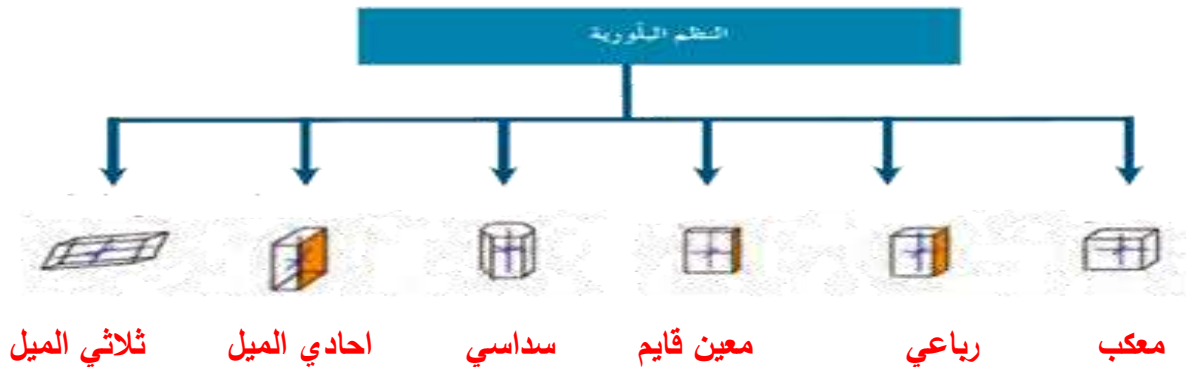 النظم البلورية
معكب رباعي معين قايم سداسي احادي الميل ثلاثي الميل